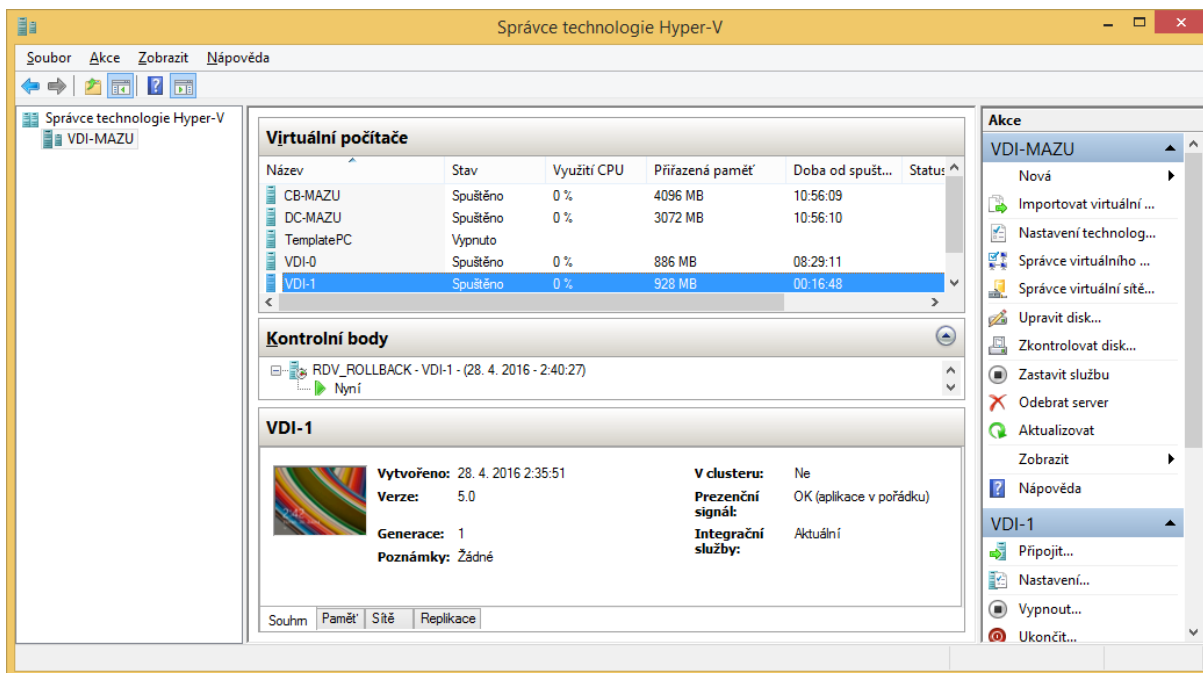 Správce technologie Hyper-V
Soubor Akce Zobrazit Nápověda
Správce technologie Hyper-V
VDI-MAZU
Virtuální počítače
Název Stav Využití CPU Přiřazená paměť Doba od spušt... Status
CB-MAZU Spuštěno 0 % 4096 MB 10:56:09
DC-MAZU Spuštěno 0 % 3072 MB 10:56:10
TemplatePC Vypnuto
VDI-0 Spuštěno 0 % 886 MB 08:29:11
VDI-1 Spuštěno 0 % 928 MB 00:16:48
Kontrolní body
RDV_ROLLBACK - VDI-1 - (28. 4. 2016 - 2:40:27)
Nyní
VDI-1
Vytvořeno: 28. 4. 2016 2:35:51
Verze: 5.0
Generace: 1
Poznámky: Žádné
V clusteru: Ne
Prezenční signál: OK (aplikace v pořádku)
Integrační služby: Aktuální
Souhrn Paměť Sítě Replikace
Akce
VDI-MAZU
Nová
Importovat virtuální ...
Nastavení technolog...
Správce virtuálního ...
Správce virtuální sítě...
Upravit disk...
Zkontrolovat disk...
Zastavit službu
Odebrat server
Aktualizovat
Zobrazit
Nápověda
VDI-1
Připojit...
Nastavení...
Vypnout...
Ukončit...